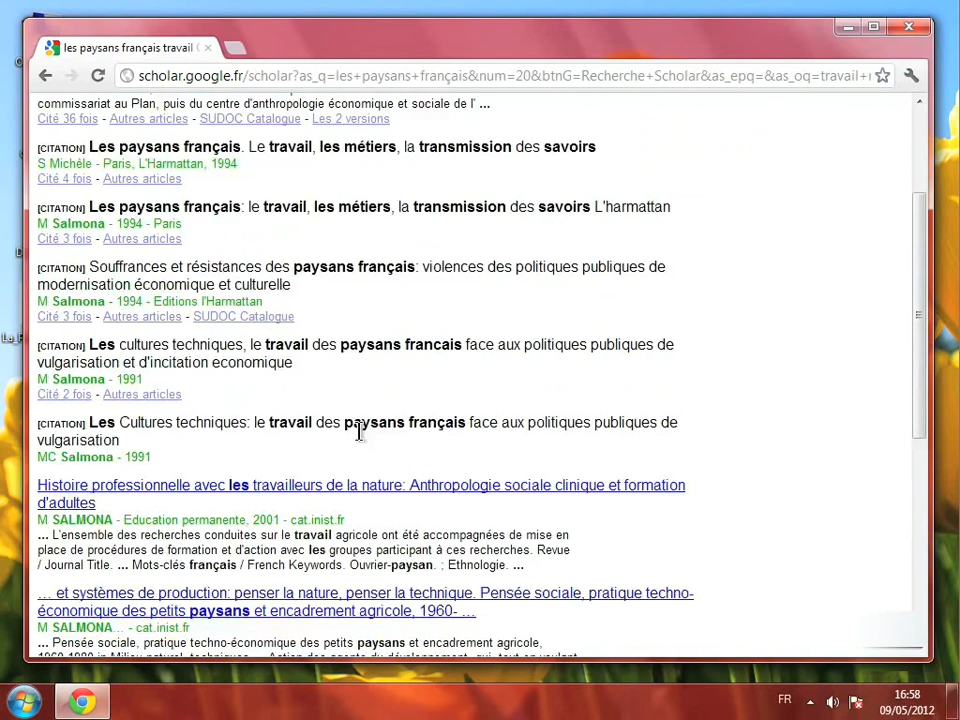 les paysans français travail (
scholar.google.fr/scholar?as_q=les+paysans+français&num=20&btnG=Recherche+Scholar&as_epq=&as_oq=travail+
commissariat au Plan, puis du centre d'anthropologie économique et sociale de l' ...
Cité 36 fois - Autres articles - SUDOC Catalogue - Les 2 versions
[CITATION] Les paysans français. Le travail, les métiers, la transmission des savoirs
S Michèle - Paris, L'Harmattan, 1994
Cité 4 fois - Autres articles
[CITATION] Les paysans français: le travail, les métiers, la transmission des savoirs L'harmattan
M Salmona - 1994 - Paris
Cité 3 fois - Autres articles
[CITATION] Souffrances et résistances des paysans français: violences des politiques publiques de
modernisation économique et culturelle
M Salmona - 1994 - Editions l'Harmattan
Cité 3 fois - Autres articles - SUDOC Catalogue
[CITATION] Les cultures techniques, le travail des paysans francais face aux politiques publiques de
vulgarisation et d'incitation economique
M Salmona - 1991
Cité 2 fois - Autres articles
[CITATION] Les Cultures techniques: le travail des paysans français face aux politiques publiques de
vulgarisation
MC Salmona - 1991
Histoire professionnelle avec les travailleurs de la nature: Anthropologie sociale clinique et formation
d'adultes
M SALMONA - Education permanente, 2001 - cat.inist.fr
... L'ensemble des recherches conduites sur le travail agricole ont été accompagnées de mise en
place de procédures de formation et d'action avec les groupes participant à ces recherches. Revue
/ Journal Title. ... Mots-clés français / French Keywords. Ouvrier-paysan. ; Ethnologie. ...
... et systèmes de production: penser la nature, penser la technique. Pensée sociale, pratique techno-
économique des petits paysans et encadrement agricole, 1960- ...
M SALMONA... - cat.inist.fr
... Pensée sociale, pratique techno-économique des petits paysans et encadrement agricole,
FR
16:58
09/05/2012